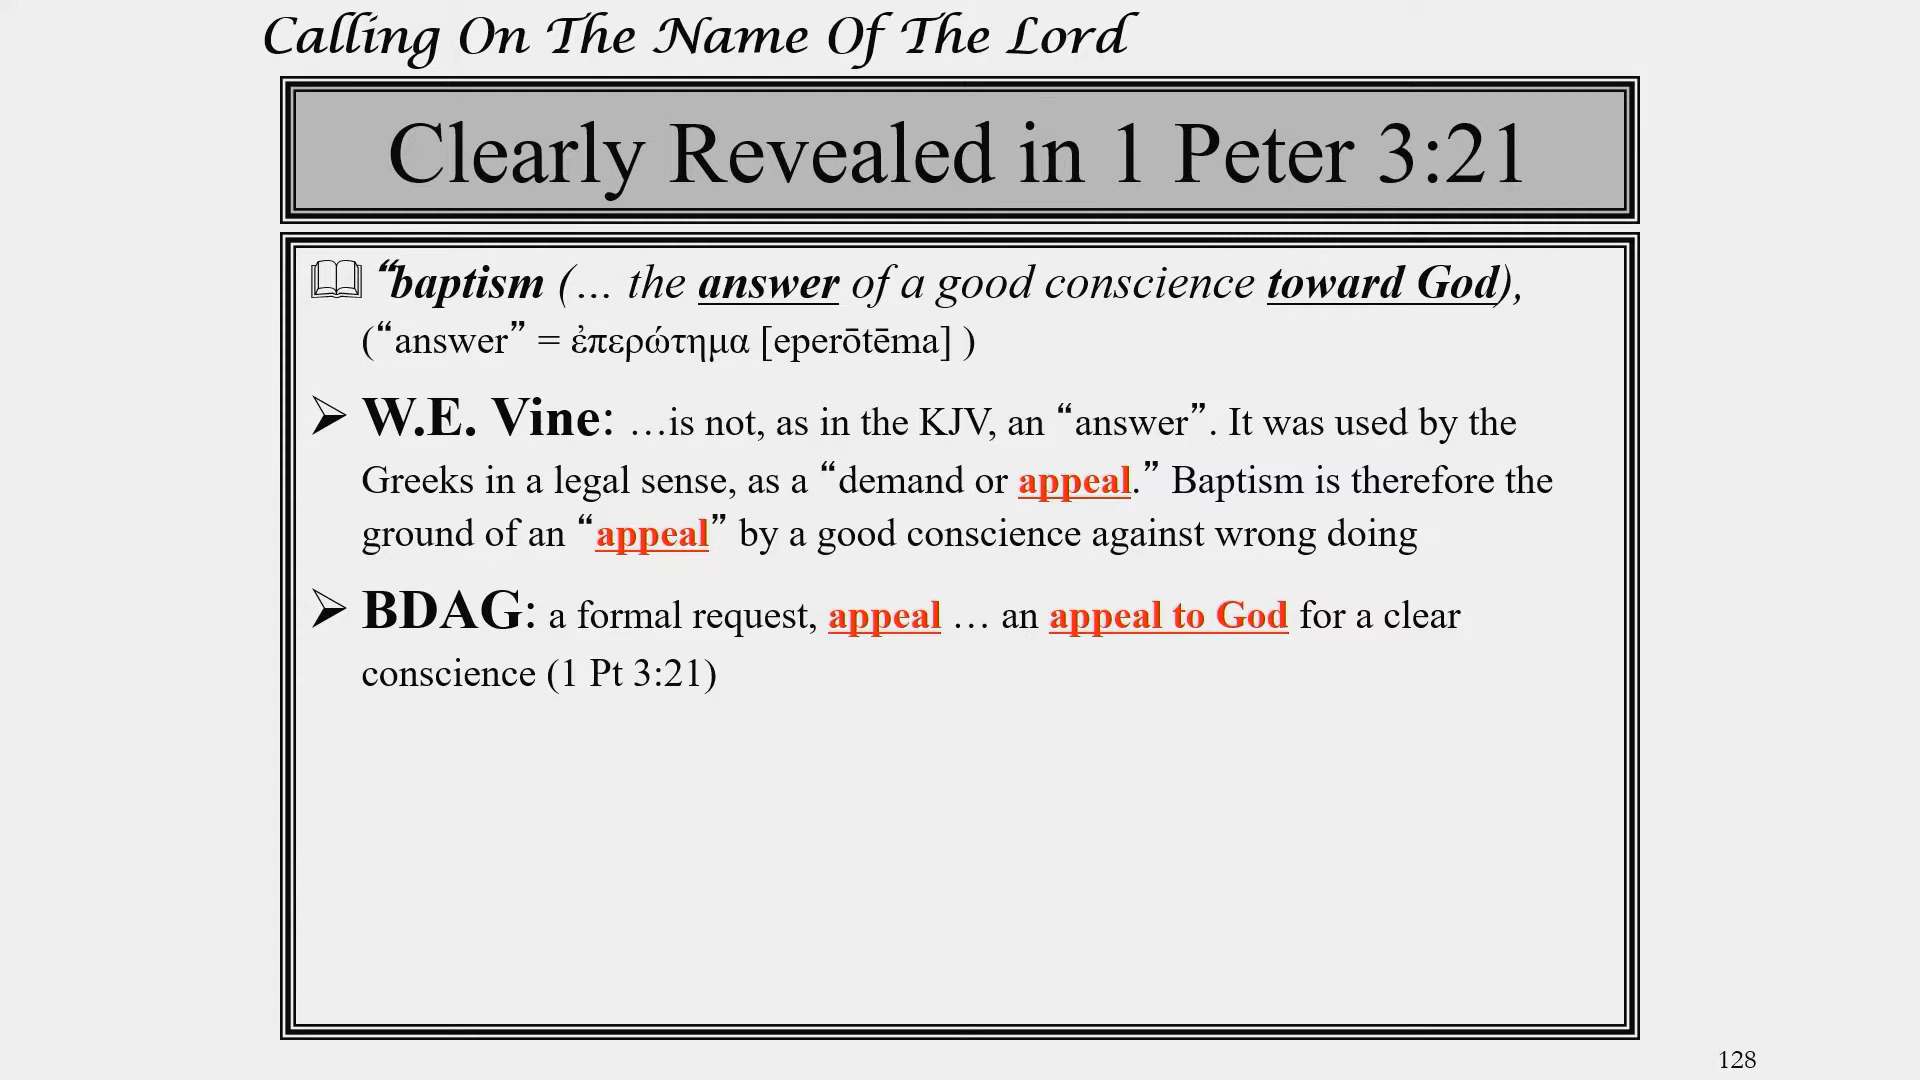 Calling On The Name Of The Lord
Clearly Revealed in 1 Peter 3:21
“baptism (… the answer of a good conscience toward God),
(“answer” = ἐπερώτημα [eperōtēma] )
W.E. Vine: …is not, as in the KJV, an “answer”. It was used by the
Greeks in a legal sense, as a “demand or appeal.” Baptism is therefore the
ground of an “appeal” by a good conscience against wrong doing
BDAG: a formal request, appeal … an appeal to God for a clear
conscience (1 Pt 3:21)
128